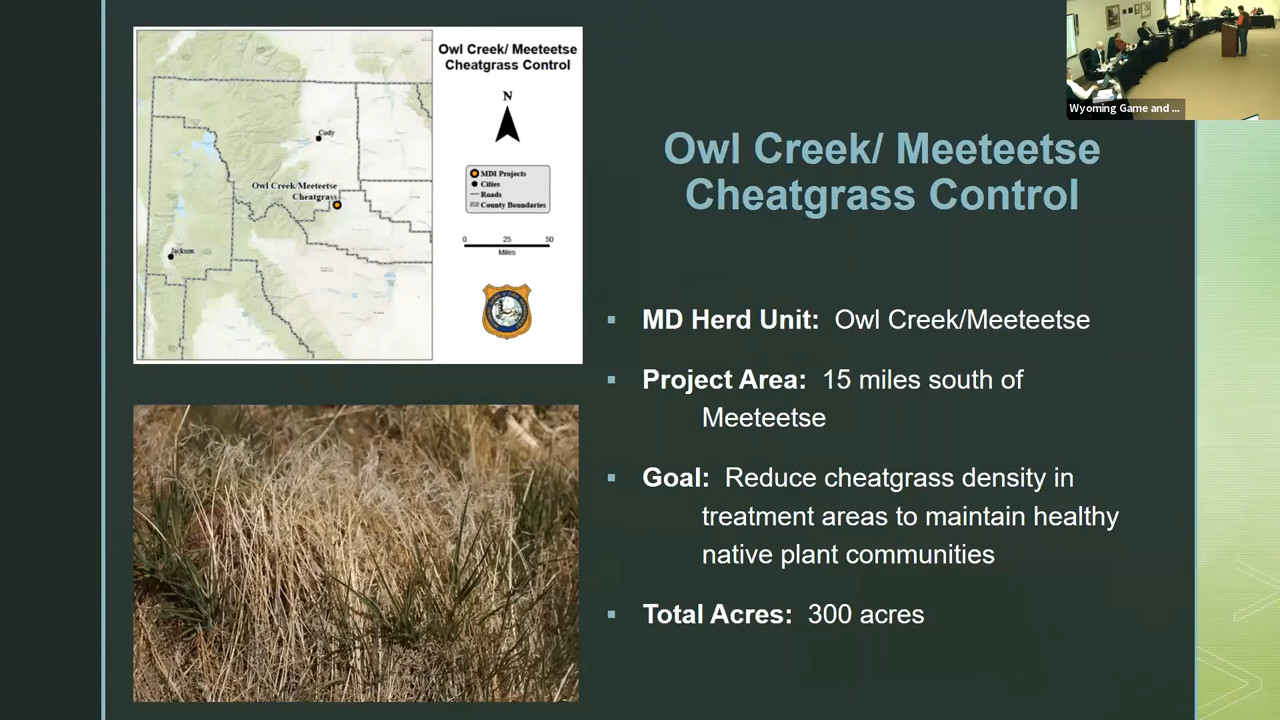 Owl Creek/ Meeteetse
Cheatgrass Control
N
MDI Projects
Cities
Roads
County Boundaries
0 25 50
Miles
Cody
Owl Creek/Meeteetse
Cheatgrass
Jackson
Wyoming Game and ...
Owl Creek/ Meeteetse
Cheatgrass Control
▪ MD Herd Unit: Owl Creek/Meeteetse
▪ Project Area: 15 miles south of
Meeteetse
▪ Goal: Reduce cheatgrass density in
treatment areas to maintain healthy
native plant communities
▪ Total Acres: 300 acres